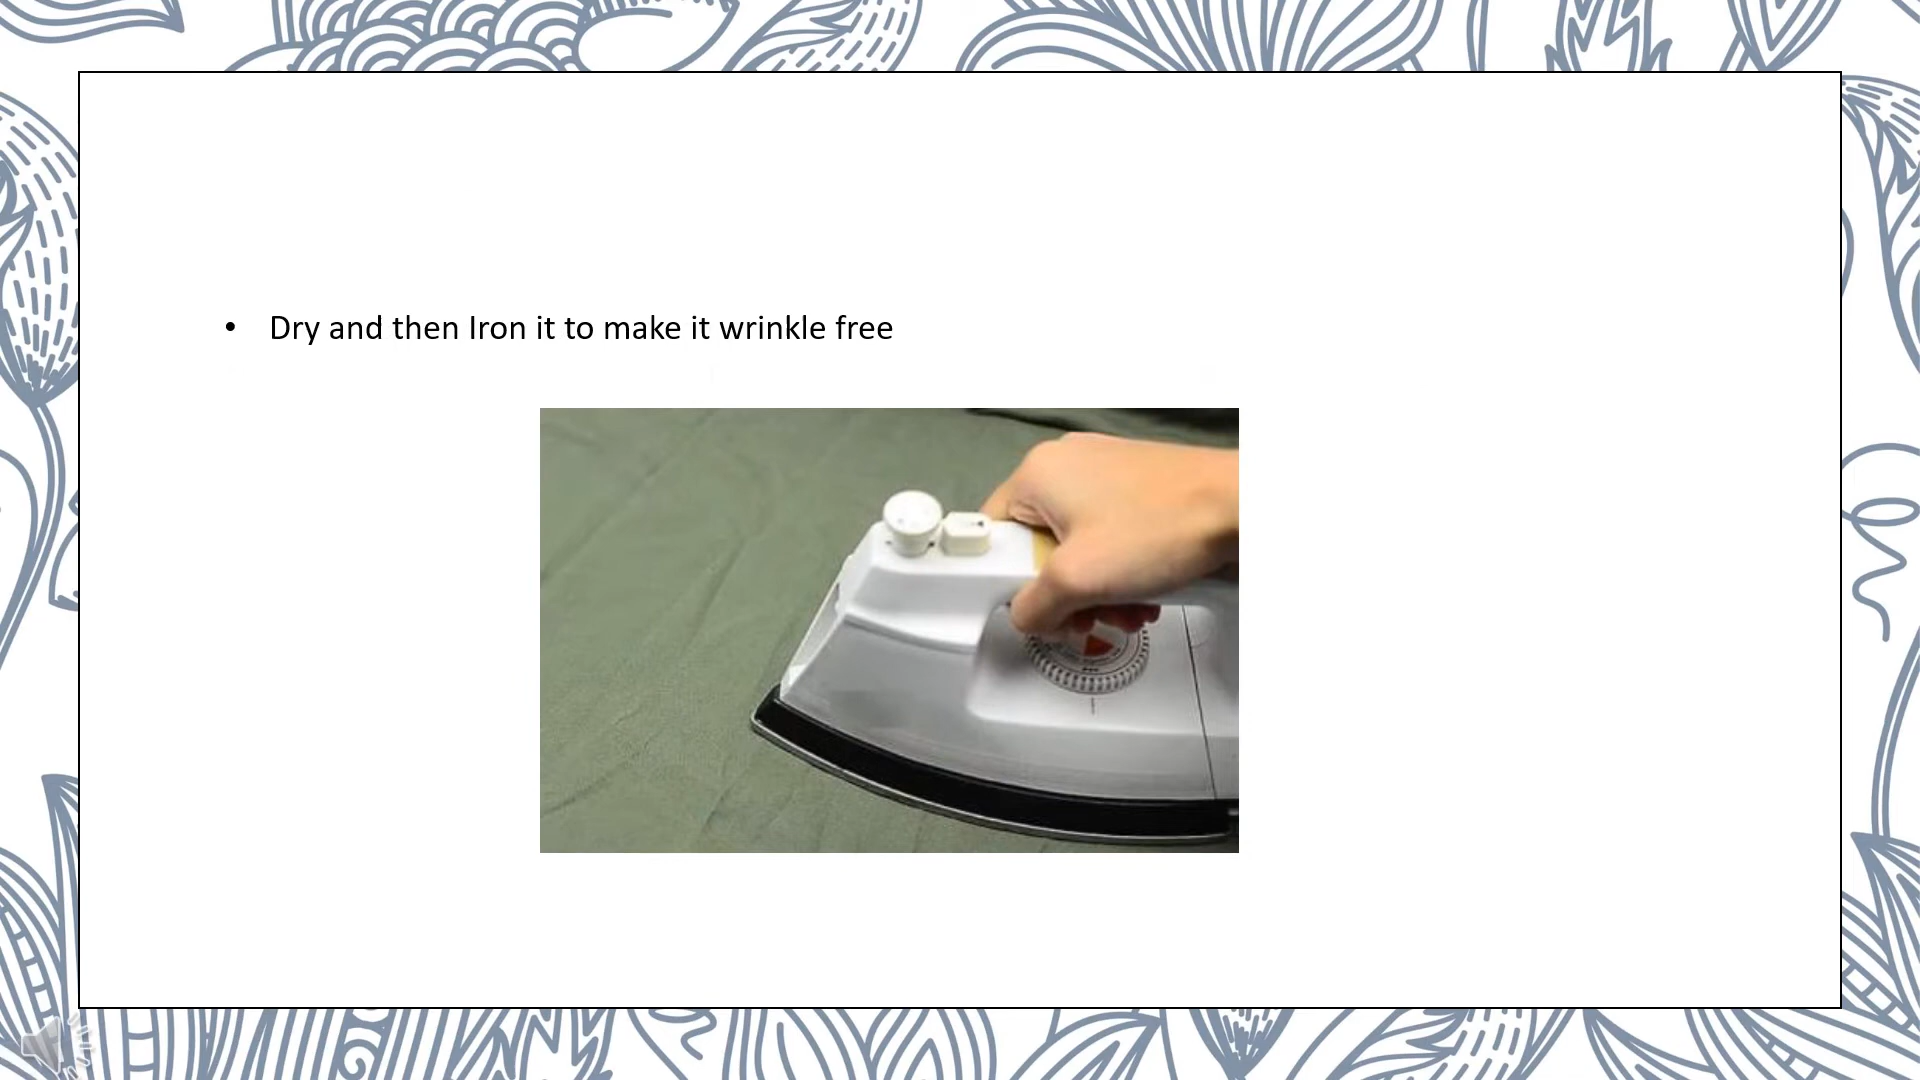 • Dry and then Iron it to make it wrinkle free